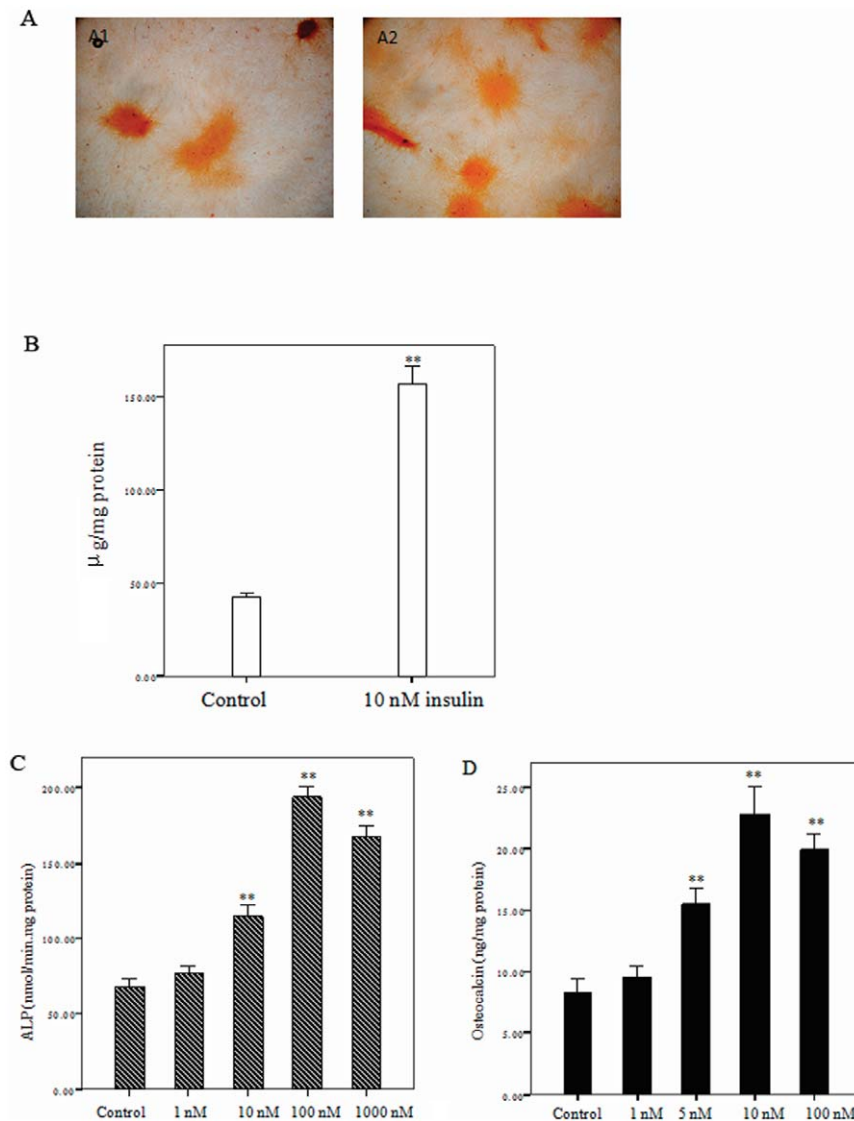 A
A1
A2
B
**
150.00
100.00
50.00
0.00
μg/mg protein
Control 10 nM insulin
C
**
**
**
200.00
150.00
100.00
50.00
0.00
ALP (nmol/min.mg protein)
Control 1 nM 10 nM 100 nM 1000 nM
D
**
**
**
25.00
20.00
15.00
10.00
5.00
0.00
Osteocalcin (ng/mg protein)
Control 1 nM 5 nM 10 nM 100 nM